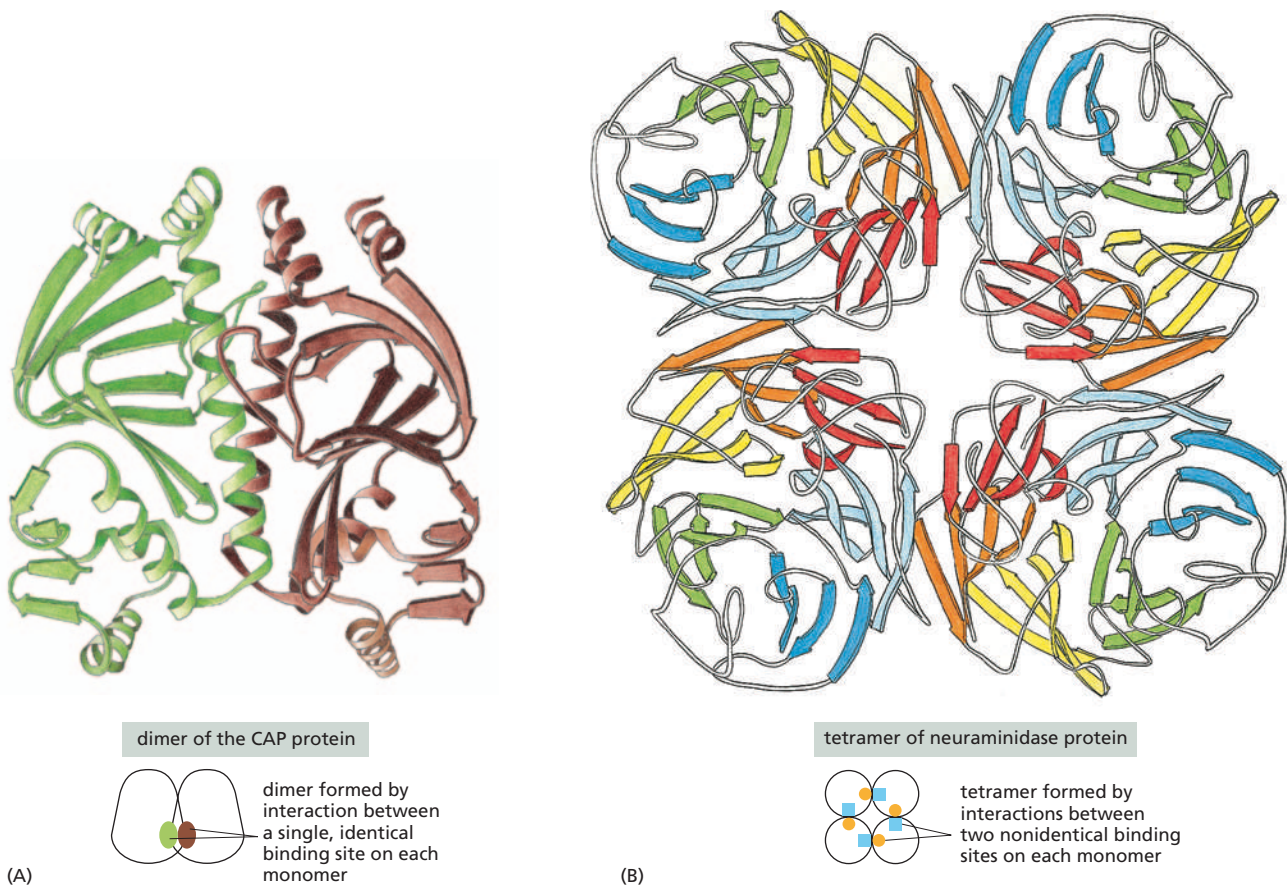 dimer of the CAP protein
dimer formed by
interaction between
a single, identical
binding site on each
monomer
(A)
tetramer of neuraminidase protein
tetramer formed by
interactions between
two nonidentical binding
sites on each monomer
(B)